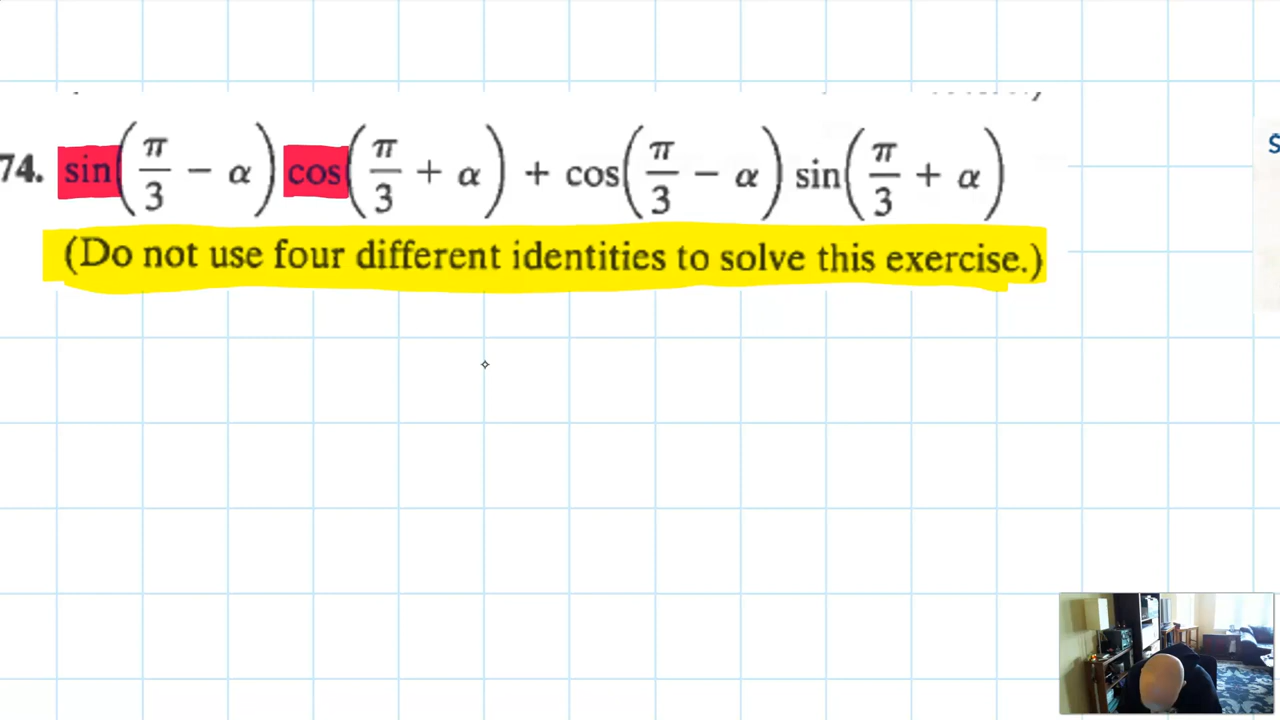 74. sin(π/3 − α) cos(π/3 + α) + cos(π/3 − α) sin(π/3 + α)
(Do not use four different identities to solve this exercise.)